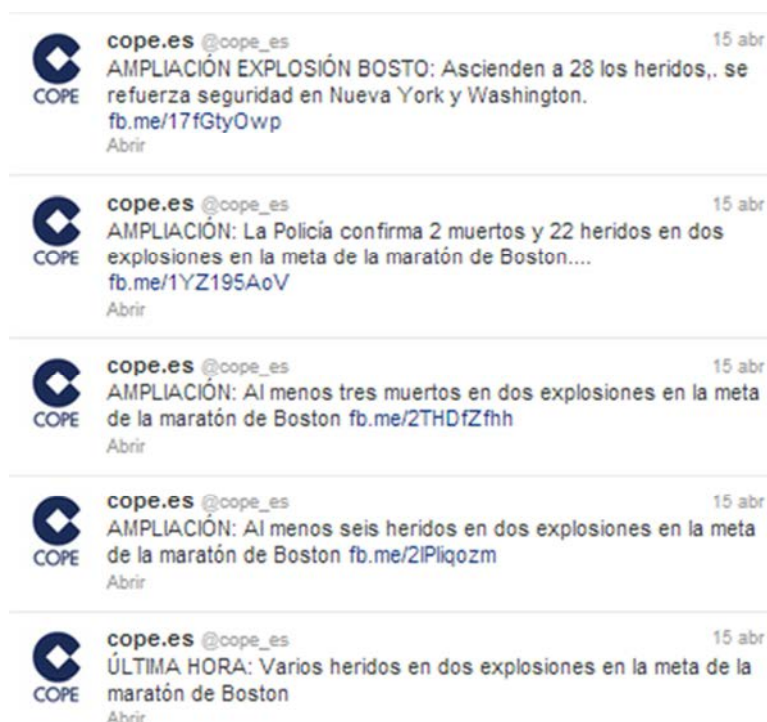 cope.es @cope_es 15 abr
AMPLIACIÓN EXPLOSIÓN BOSTO: Ascienden a 28 los heridos,. se
COPE refuerza seguridad en Nueva York y Washington.
fb.me/17fGtyOwp
Abrir
cope.es @cope_es 15 abr
AMPLIACIÓN: La Policía confirma 2 muertos y 22 heridos en dos
COPE explosiones en la meta de la maratón de Boston....
fb.me/1YZ195AoV
Abrir
cope.es @cope_es 15 abr
AMPLIACIÓN: Al menos tres muertos en dos explosiones en la meta
COPE de la maratón de Boston fb.me/2THDfZfhh
Abrir
cope.es @cope_es 15 abr
AMPLIACIÓN: Al menos seis heridos en dos explosiones en la meta
COPE de la maratón de Boston fb.me/2lPliqozm
Abrir
cope.es @cope_es 15 abr
ÚLTIMA HORA: Varios heridos en dos explosiones en la meta de la
COPE maratón de Boston
Abrir